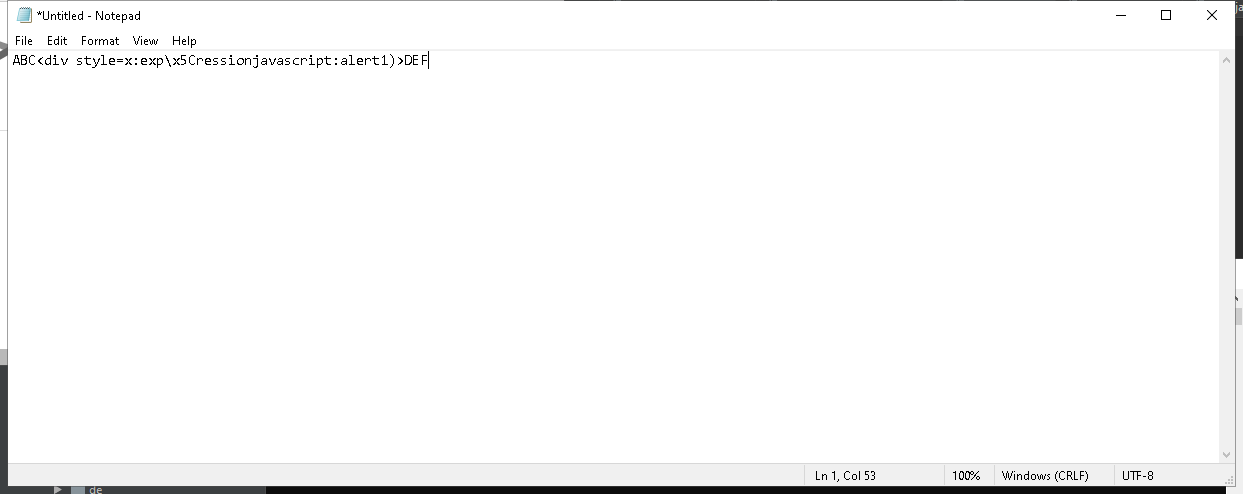 *Untitled - Notepad
File Edit Format View Help
ABC<div style=x:exp\x5Cressionjavascript:alert1)>DEF
Ln 1, Col 53 100% Windows (CRLF) UTF-8
de